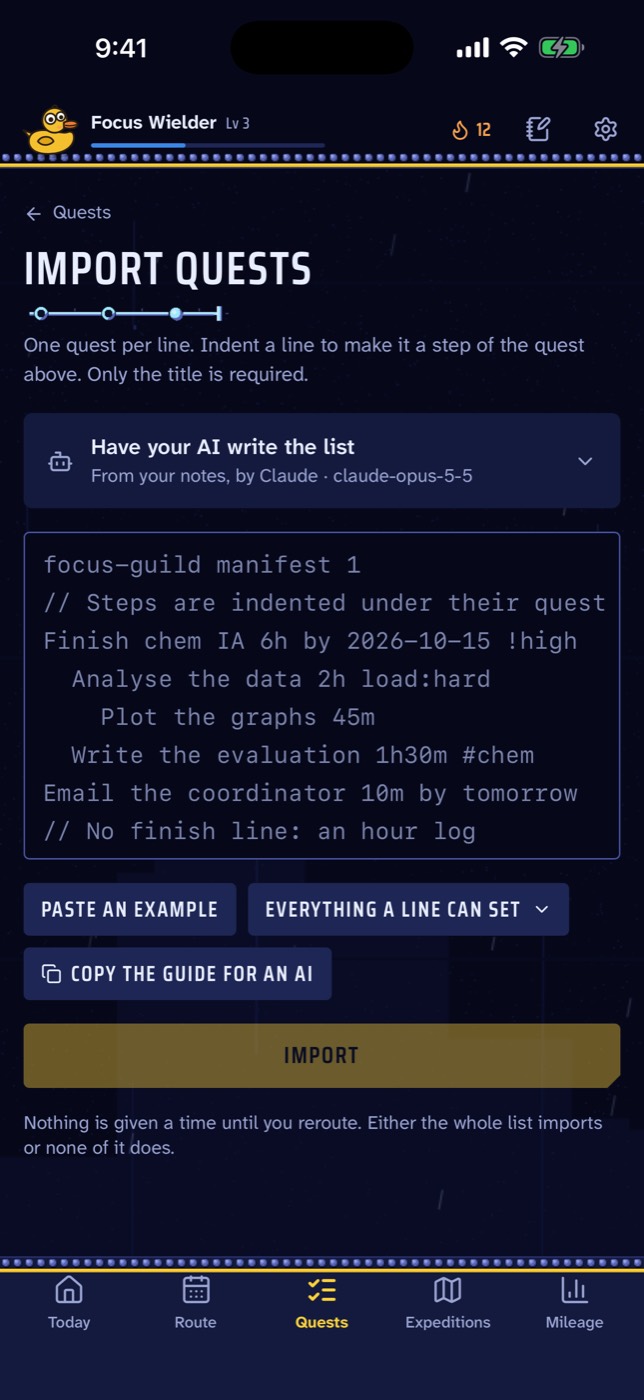 9:41
Focus Wielder Lv 3
12
Quests
IMPORT QUESTS
One quest per line. Indent a line to make it a step of the quest
above. Only the title is required.
Have your AI write the list
From your notes, by Claude · claude-opus-5-5
focus-guild manifest 1
// Steps are indented under their quest
Finish chem IA 6h by 2026-10-15 !high
Analyse the data 2h load:hard
Plot the graphs 45m
Write the evaluation 1h30m #chem
Email the coordinator 10m by tomorrow
// No finish line: an hour log
PASTE AN EXAMPLE
EVERYTHING A LINE CAN SET
COPY THE GUIDE FOR AN AI
IMPORT
Nothing is given a time until you reroute. Either the whole list imports
or none of it does.
Today
Route
Quests
Expeditions
Mileage